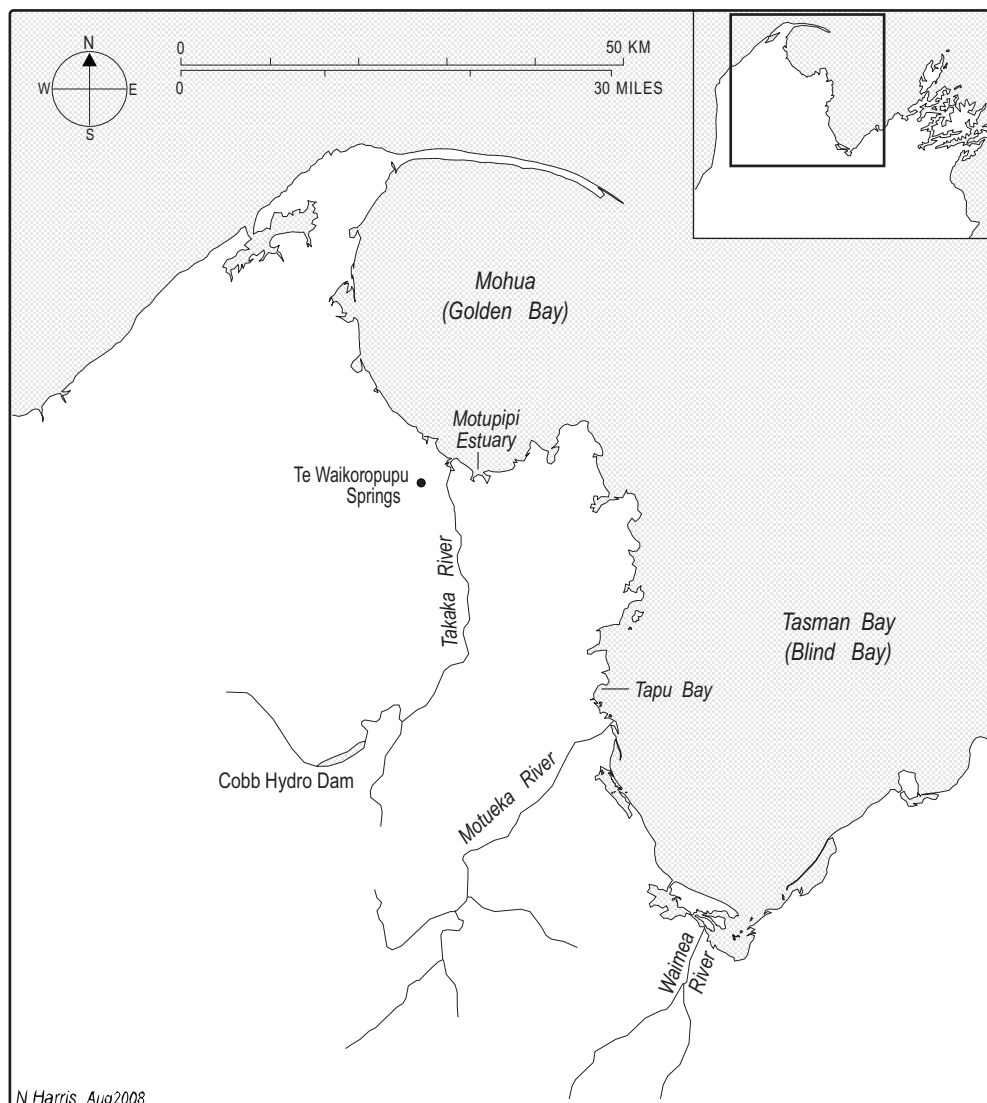 N
W E
S
0 50 KM
0 30 MILES
Mohua
(Golden Bay)
Motupipi
Estuary
Te Waikoropupu
Springs
Takaka River
Tasman Bay
(Blind Bay)
Tapu Bay
Cobb Hydro Dam
Motueka River
Waimea
River
N Harris Aug2008